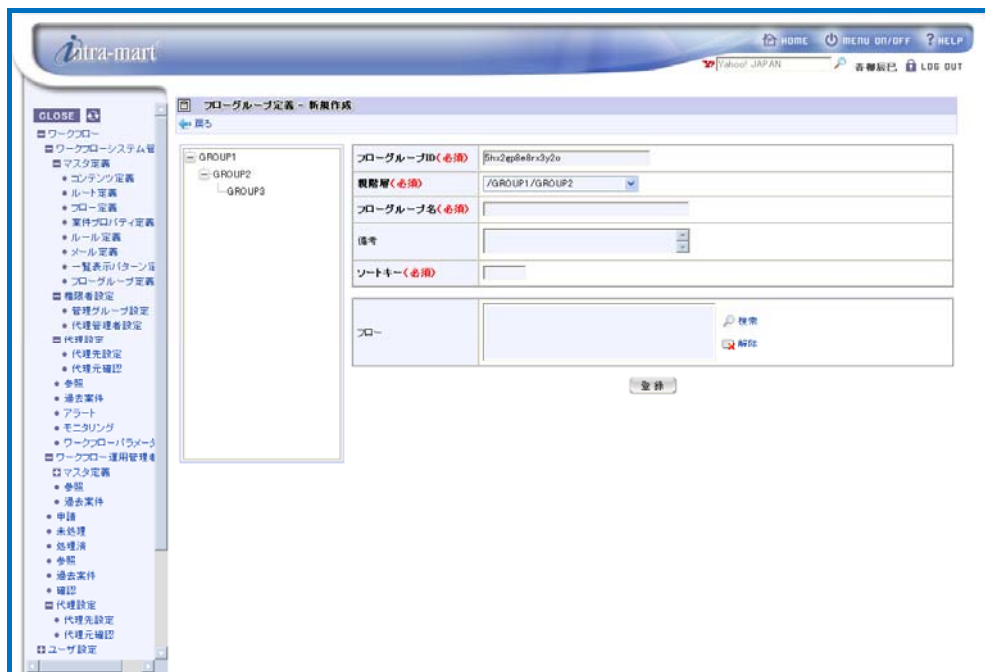 intra-mart
HOME MENU ON/OFF ? HELP
Yahoo! JAPAN 青柳辰巳 LOG OUT
CLOSE
フローグループ定義 - 新規作成
戻る
ワークフロー
ワークフローシステム管
マスタ定義
コンテンツ定義
ルート定義
フロー定義
案件プロパティ定義
ルール定義
メール定義
一覧表示パターン定
フローグループ定義
権限者設定
管理グループ設定
代理管理者設定
代理設定
代理先設定
代理元確認
参照
過去案件
アラート
モニタリング
ワークフローパラメータ
ワークフロー運用管理者
マスタ定義
参照
過去案件
申請
未処理
処理済
参照
過去案件
確認
代理設定
代理先設定
代理元確認
ユーザ設定
GROUP1
GROUP2
GROUP3
フローグループID(必須) 5hx2gp8e8rx3y2o
親階層(必須) /GROUP1/GROUP2
フローグループ名(必須)
備考
ソートキー(必須)
フロー
検索
解除
登録